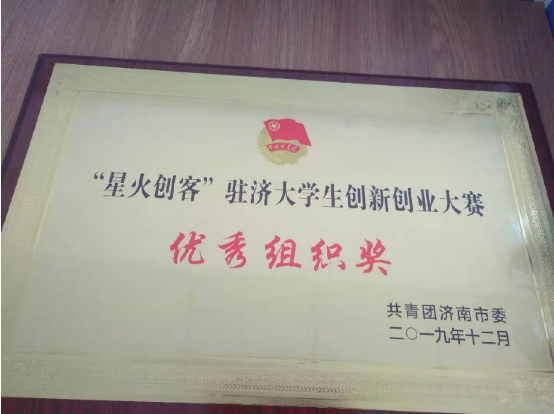 “星火创客”驻济大学生创新创业大赛
优秀组织奖
共青团济南市委
二〇一九年十二月